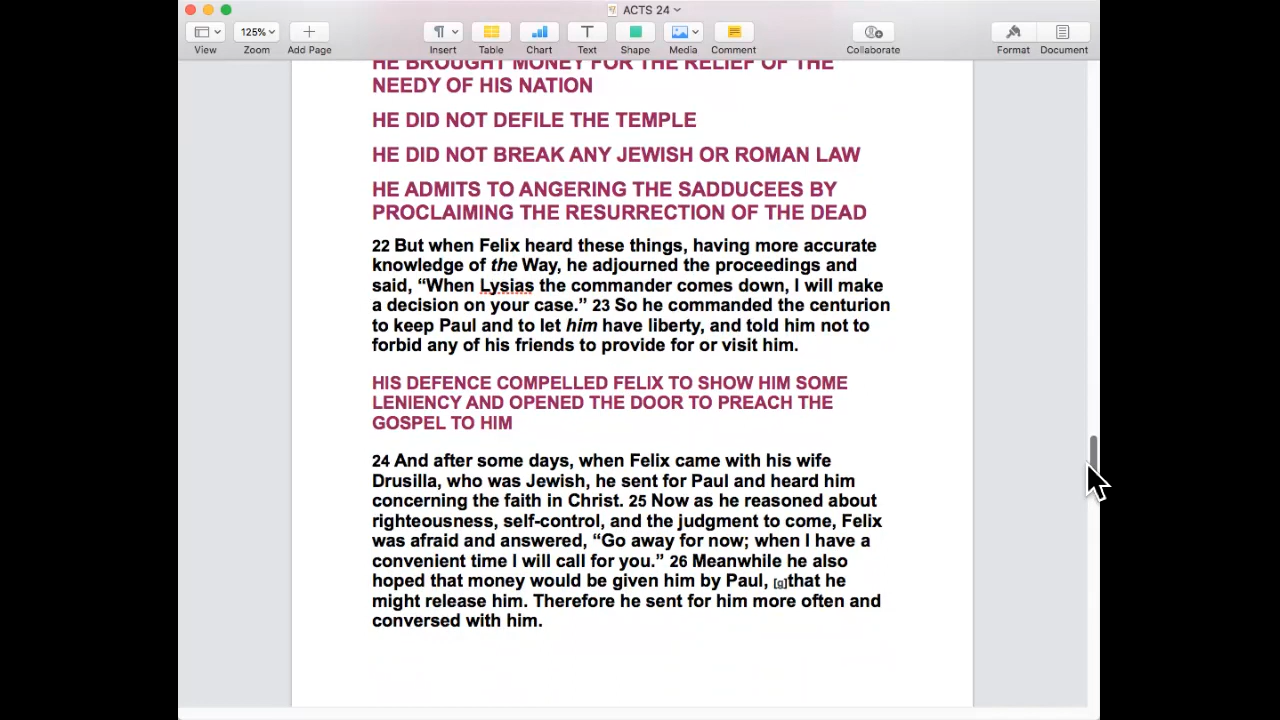 ACTS 24
125%
View
Zoom
Add Page
Insert
Table
Chart
Text
Shape
Media
Comment
Collaborate
Format
Document
HE BROUGHT MONEY FOR THE RELIEF OF THE
NEEDY OF HIS NATION
HE DID NOT DEFILE THE TEMPLE
HE DID NOT BREAK ANY JEWISH OR ROMAN LAW
HE ADMITS TO ANGERING THE SADDUCEES BY
PROCLAIMING THE RESURRECTION OF THE DEAD
22 But when Felix heard these things, having more accurate
knowledge of the Way, he adjourned the proceedings and
said, “When Lysias the commander comes down, I will make
a decision on your case.” 23 So he commanded the centurion
to keep Paul and to let him have liberty, and told him not to
forbid any of his friends to provide for or visit him.
HIS DEFENCE COMPELLED FELIX TO SHOW HIM SOME
LENIENCY AND OPENED THE DOOR TO PREACH THE
GOSPEL TO HIM
24 And after some days, when Felix came with his wife
Drusilla, who was Jewish, he sent for Paul and heard him
concerning the faith in Christ. 25 Now as he reasoned about
righteousness, self-control, and the judgment to come, Felix
was afraid and answered, “Go away for now; when I have a
convenient time I will call for you.” 26 Meanwhile he also
hoped that money would be given him by Paul, [g]that he
might release him. Therefore he sent for him more often and
conversed with him.